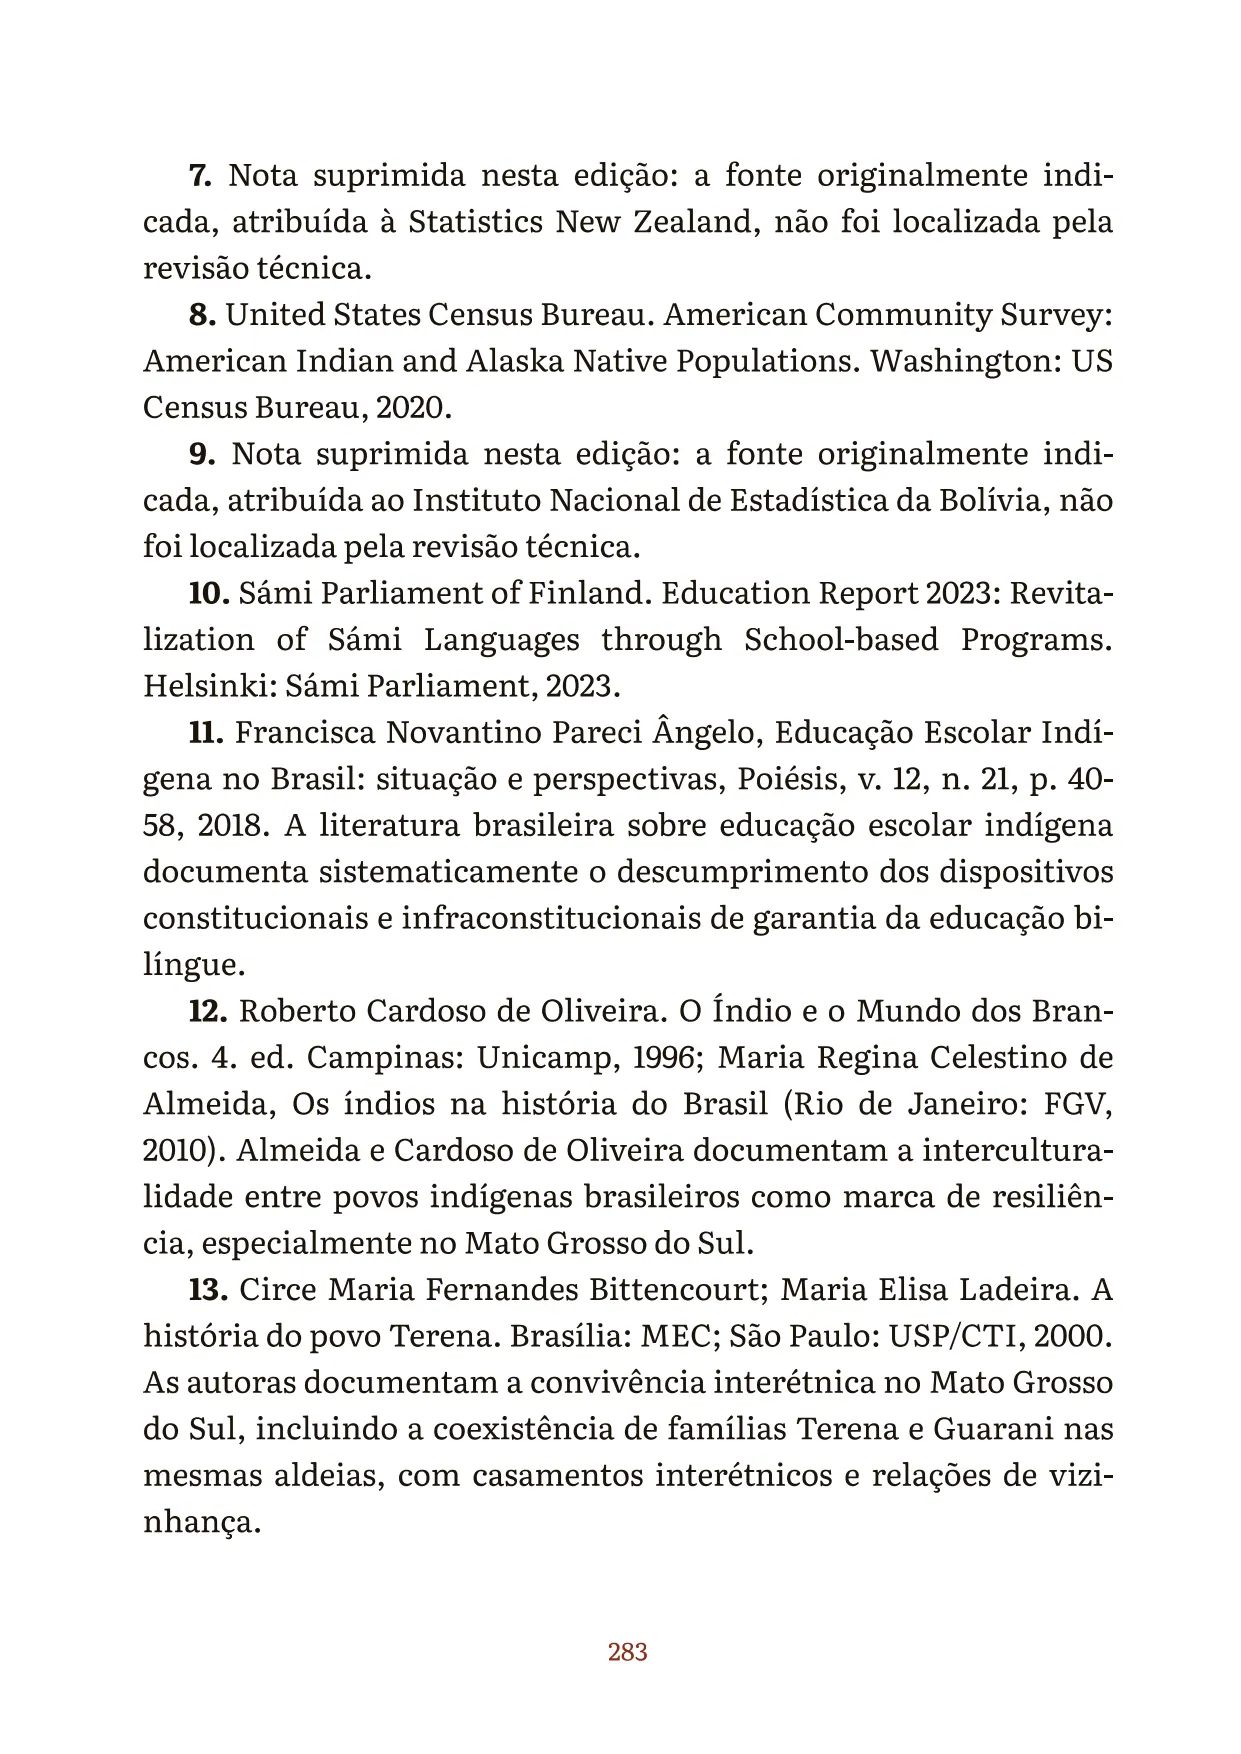 7. Nota suprimida nesta edição: a fonte originalmente indi-
cada, atribuída à Statistics New Zealand, não foi localizada pela
revisão técnica.
8. United States Census Bureau. American Community Survey:
American Indian and Alaska Native Populations. Washington: US
Census Bureau, 2020.
9. Nota suprimida nesta edição: a fonte originalmente indi-
cada, atribuída ao Instituto Nacional de Estadística da Bolívia, não
foi localizada pela revisão técnica.
10. Sámi Parliament of Finland. Education Report 2023: Revita-
lization of Sámi Languages through School-based Programs.
Helsinki: Sámi Parliament, 2023.
11. Francisca Novantino Pareci Ângelo, Educação Escolar Indí-
gena no Brasil: situação e perspectivas, Poiésis, v. 12, n. 21, p. 40-
58, 2018. A literatura brasileira sobre educação escolar indígena
documenta sistematicamente o descumprimento dos dispositivos
constitucionais e infraconstitucionais de garantia da educação bi-
língue.
12. Roberto Cardoso de Oliveira. O Índio e o Mundo dos Bran-
cos. 4. ed. Campinas: Unicamp, 1996; Maria Regina Celestino de
Almeida, Os índios na história do Brasil (Rio de Janeiro: FGV,
2010). Almeida e Cardoso de Oliveira documentam a intercultura-
lidade entre povos indígenas brasileiros como marca de resiliên-
cia, especialmente no Mato Grosso do Sul.
13. Circe Maria Fernandes Bittencourt; Maria Elisa Ladeira. A
história do povo Terena. Brasília: MEC; São Paulo: USP/CTI, 2000.
As autoras documentam a convivência interétnica no Mato Grosso
do Sul, incluindo a coexistência de famílias Terena e Guarani nas
mesmas aldeias, com casamentos interétnicos e relações de vizi-
nhança.
283